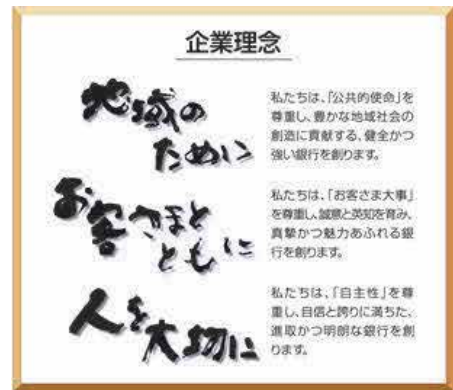 企業理念
地域の
ために
私たちは、「公共的使命」を
尊重し、豊かな地域社会の
創造に貢献する、健全かつ
強い銀行を創ります。
お客さまと
ともに
私たちは、「お客さま大事」
を尊重し、誠意と英知を育み、
真摯かつ魅力あふれる銀
行を創ります。
人を
大切に
私たちは、「自主性」を尊
重し、自信と誇りに満ちた、
進取かつ明朗な銀行を創
ります。